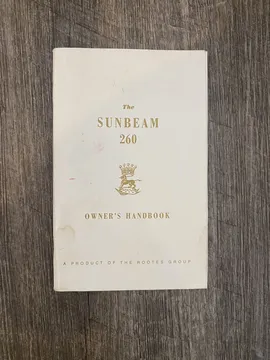 The
SUNBEAM
260
OWNER'S HANDBOOK
A PRODUCT OF THE ROOTES GROUP